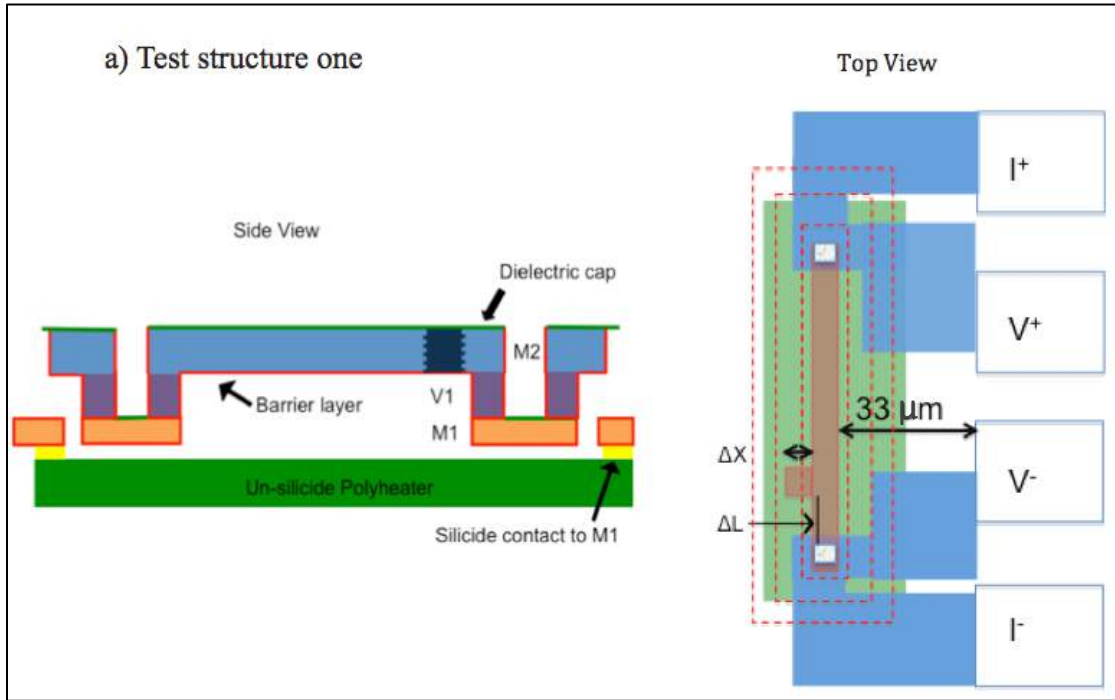 a) Test structure one
Top View
Side View
Dielectric cap
M2
V1
Barrier layer
M1
Un-silicide Polyheater
Silicide contact to M1
I+
V+
33 μm
ΔX
V-
ΔL
I-